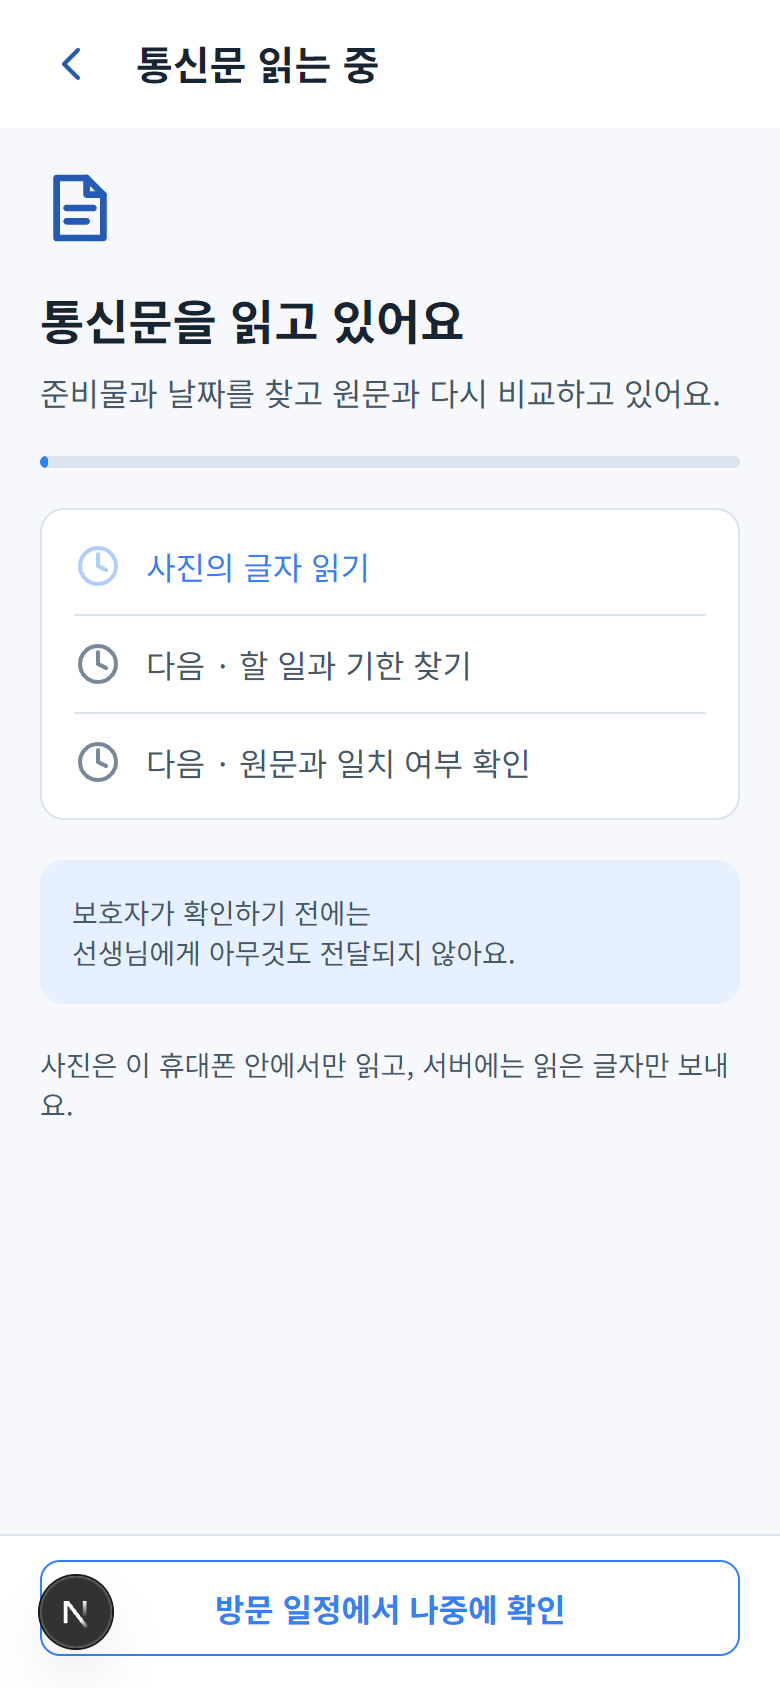 통신문 읽는 중
통신문을 읽고 있어요
준비물과 날짜를 찾고 원문과 다시 비교하고 있어요.
사진의 글자 읽기
다음 · 할 일과 기한 찾기
다음 · 원문과 일치 여부 확인
보호자가 확인하기 전에는
선생님에게 아무것도 전달되지 않아요.
사진은 이 휴대폰 안에서만 읽고, 서버에는 읽은 글자만 보내
요.
N
방문 일정에서 나중에 확인